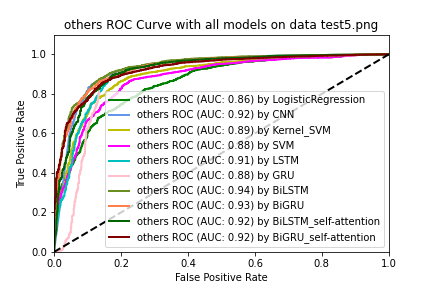 others ROC Curve with all models on data test5.png
True Positive Rate
1.0
0.8
0.6
0.4
0.2
0.0
others ROC (AUC: 0.86) by LogisticRegression
others ROC (AUC: 0.92) by CNN
others ROC (AUC: 0.89) by Kernel_SVM
others ROC (AUC: 0.88) by SVM
others ROC (AUC: 0.91) by LSTM
others ROC (AUC: 0.88) by GRU
others ROC (AUC: 0.94) by BiLSTM
others ROC (AUC: 0.93) by BiGRU
others ROC (AUC: 0.92) by BiLSTM_self-attention
others ROC (AUC: 0.92) by BiGRU_self-attention
0.0 0.2 0.4 0.6 0.8 1.0
False Positive Rate